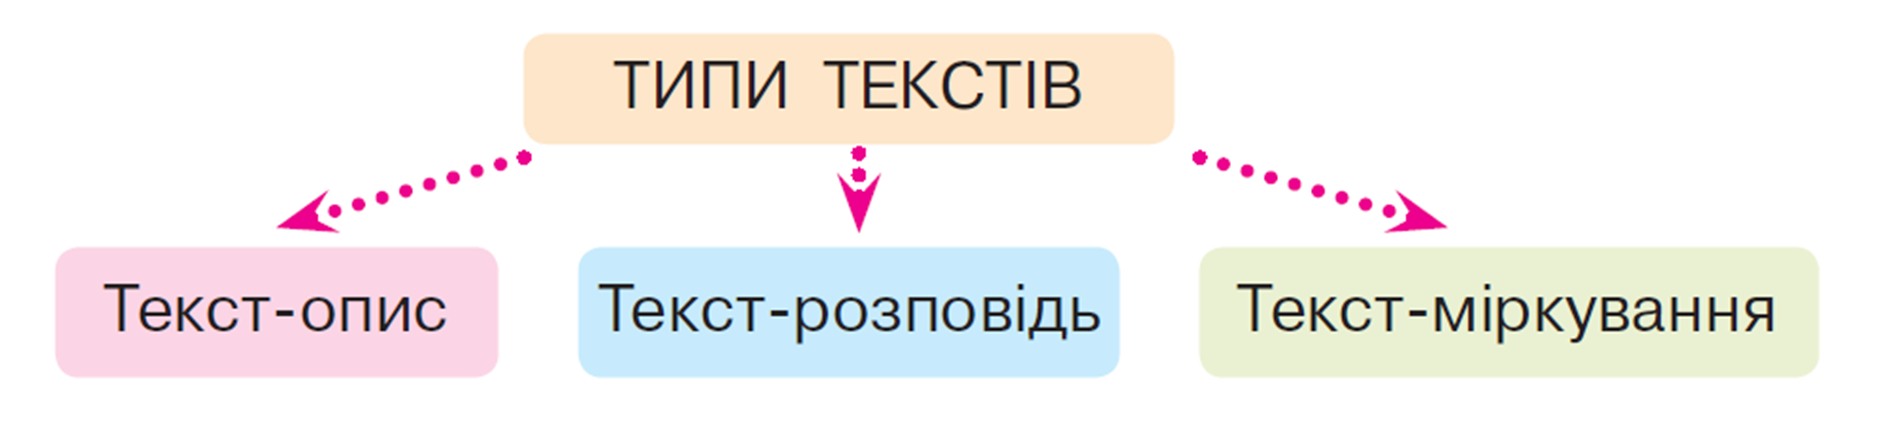 ТИПИ ТЕКСТІВ
Текст-опис
Текст-розповідь
Текст-міркування